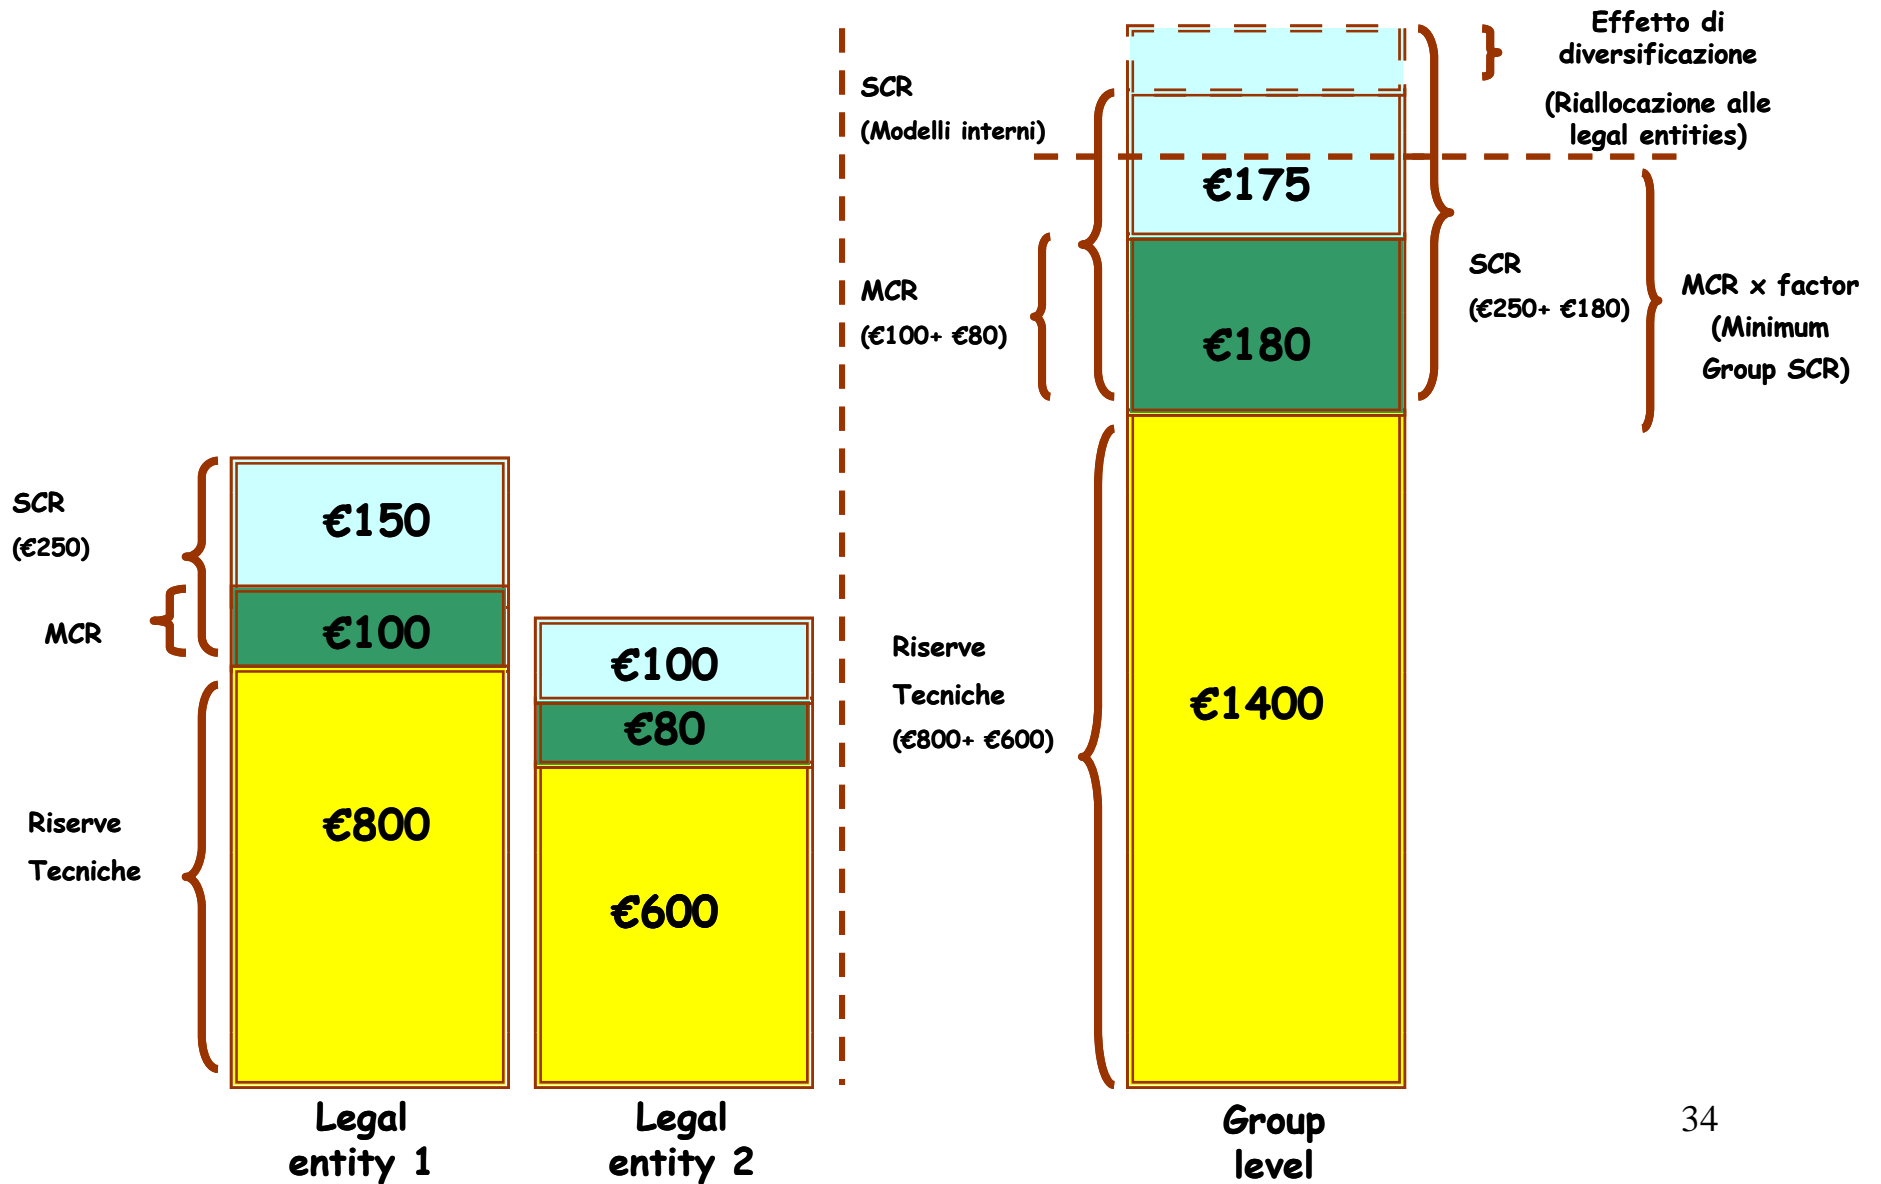 SCR
(€250)
MCR
Riserve
Tecniche
€150
€100
€800
Legal
entity 1
€100
€80
€600
Legal
entity 2
SCR
(Modelli interni)
MCR
(€100+ €80)
Riserve
Tecniche
(€800+ €600)
€175
€180
€1400
Group
level
Effetto di
diversificazione
(Riallocazione alle
legal entities)
SCR
(€250+ €180)
MCR x factor
(Minimum
Group SCR)
34